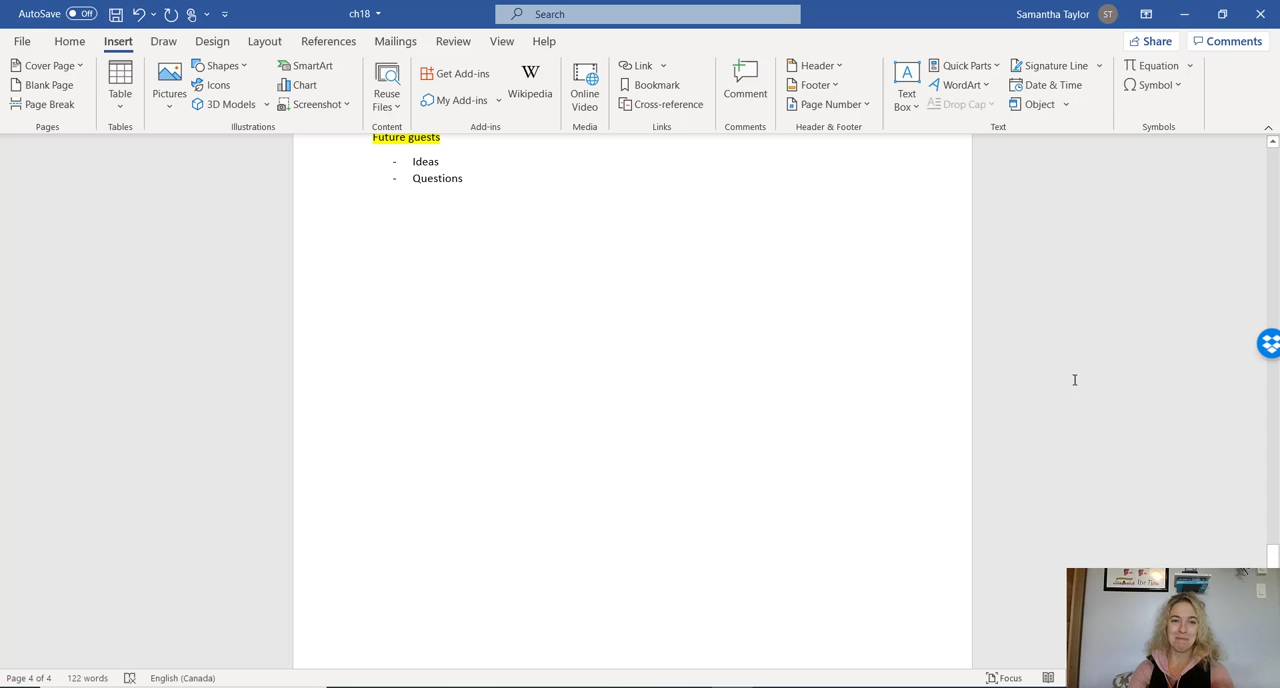 AutoSave Off ch18 Search Samantha Taylor ST
File Home Insert Draw Design Layout References Mailings Review View Help Share Comments
Cover Page
Blank Page
Page Break
Pages
Table
Tables
Pictures
Shapes
Icons
3D Models
SmartArt
Chart
Screenshot
Illustrations
Reuse
Files
Content
Get Add-ins
My Add-ins
W
Wikipedia
Add-ins
Online
Video
Media
Link
Bookmark
Cross-reference
Links
Comment
Comments
Header
Footer
Page Number
Header & Footer
A
Text
Box
Quick Parts
WordArt
Drop Cap
Signature Line
Date & Time
Object
Text
Equation
Symbol
Symbols
Future guests
- Ideas
- Questions
Page 4 of 4 122 words English (Canada) Focus